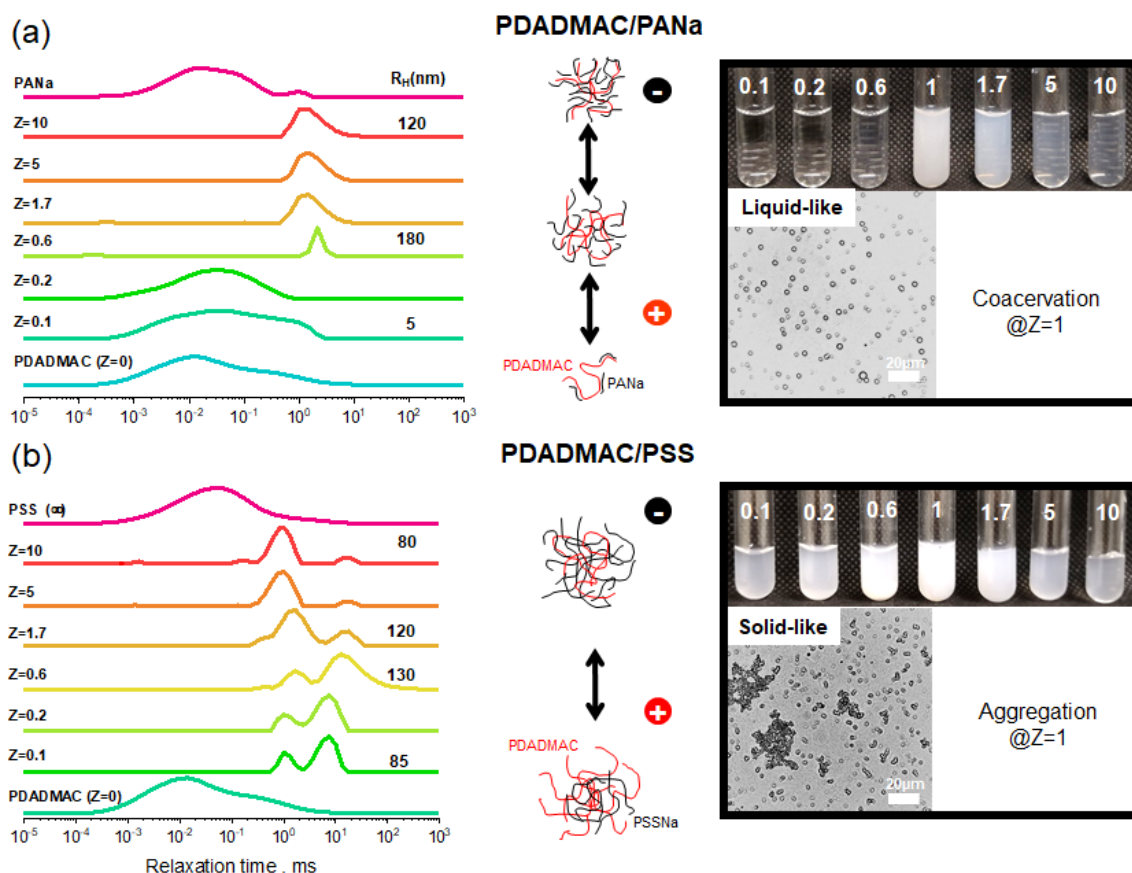 (a)
PDADMAC/PANa
PANa
R_H(nm)
Z=10
120
Z=5
Z=1.7
Z=0.6
180
Z=0.2
Z=0.1
5
PDADMAC (Z=0)
10⁻⁵ 10⁻⁴ 10⁻³ 10⁻² 10⁻¹ 10⁰ 10¹ 10² 10³
-
+
PDADMAC
PANa
0.1 0.2 0.6 1 1.7 5 10
Liquid-like
20µm
Coacervation
@Z=1
(b)
PDADMAC/PSS
PSS (∞)
Z=10
80
Z=5
Z=1.7
120
Z=0.6
130
Z=0.2
Z=0.1
85
PDADMAC (Z=0)
10⁻⁵ 10⁻⁴ 10⁻³ 10⁻² 10⁻¹ 10⁰ 10¹ 10² 10³
Relaxation time , ms
-
+
PDADMAC
PSSNa
0.1 0.2 0.6 1 1.7 5 10
Solid-like
20µm
Aggregation
@Z=1